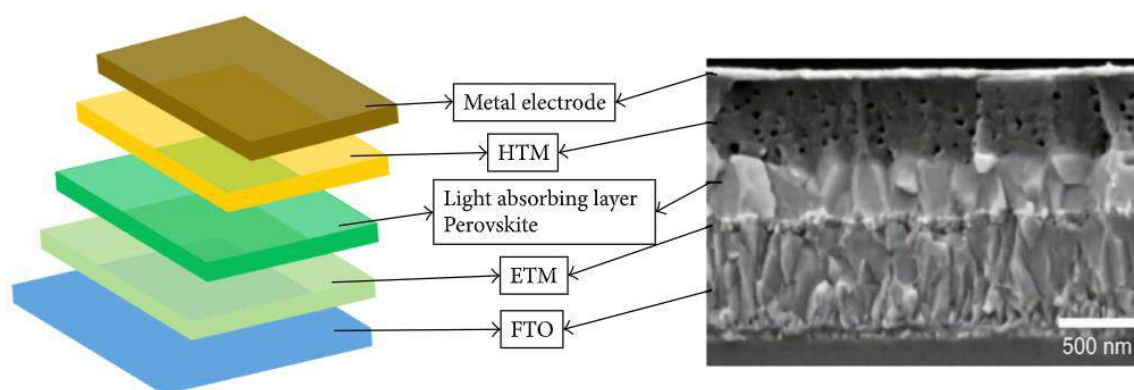 Metal electrode
HTM
Light absorbing layer
Perovskite
ETM
FTO
500 nm